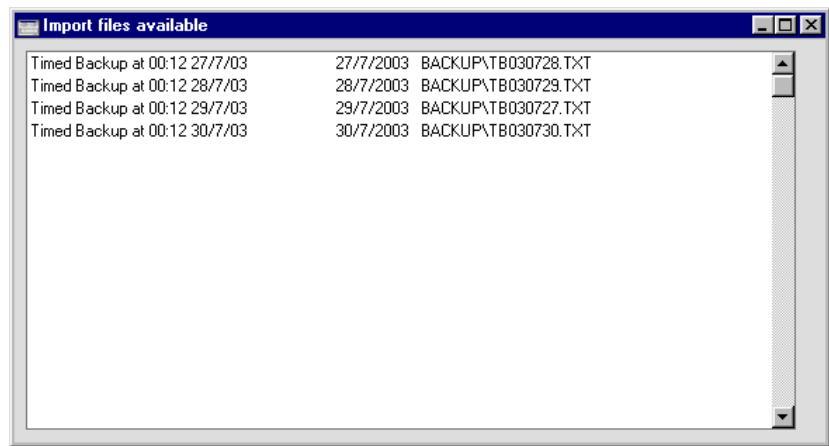 Import files available
Timed Backup at 00:12 27/7/03 27/7/2003 BACKUP\TB030728.TXT
Timed Backup at 00:12 28/7/03 28/7/2003 BACKUP\TB030729.TXT
Timed Backup at 00:12 29/7/03 29/7/2003 BACKUP\TB030727.TXT
Timed Backup at 00:12 30/7/03 30/7/2003 BACKUP\TB030730.TXT